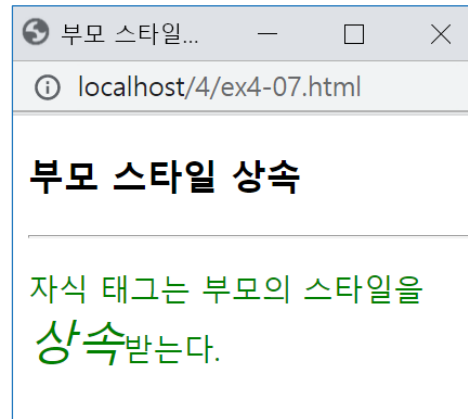 부모 스타일...
localhost/4/ex4-07.html
부모 스타일 상속
자식 태그는 부모의 스타일을
상속받는다.